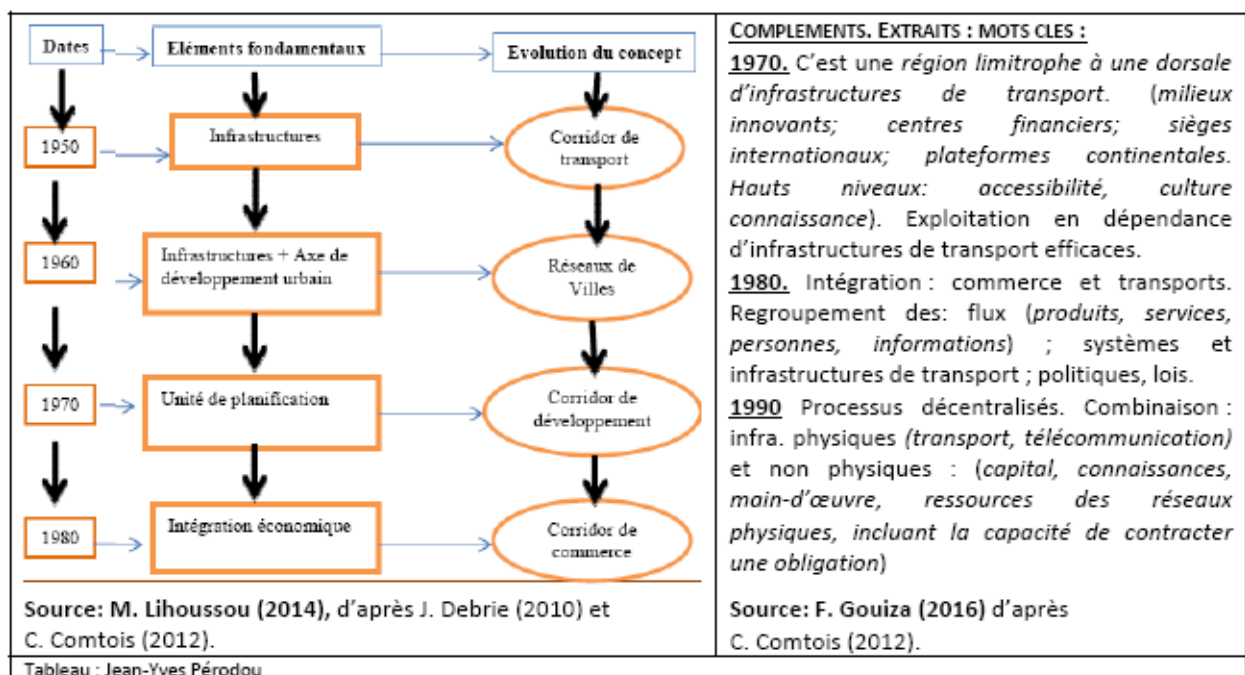 Dates
Eléments fondamentaux
Evolution du concept
1950
Infrastructures
Corridor de
transport
1960
Infrastructures + Axe de
développement urbain
Réseaux de
Villes
1970
Unité de planification
Corridor de
développement
1980
Intégration économique
Corridor de
commerce
Source: M. Lihoussou (2014), d'après J. Debrie (2010) et
C. Comtois (2012).
COMPLEMENTS. EXTRAITS : MOTS CLES :
1970. C'est une région limitrophe à une dorsale
d'infrastructures de transport. (milieux
innovants; centres financiers; sièges
internationaux; plateformes continentales.
Hauts niveaux: accessibilité, culture
connaissance). Exploitation en dépendance
d'infrastructures de transport efficaces.
1980. Intégration : commerce et transports.
Regroupement des: flux (produits, services,
personnes, informations) ; systèmes et
infrastructures de transport ; politiques, lois.
1990 Processus décentralisés. Combinaison :
infra. physiques (transport, télécommunication)
et non physiques : (capital, connaissances,
main-d'œuvre, ressources des réseaux
physiques, incluant la capacité de contracter
une obligation)
Source: F. Gouiza (2016) d'après
C. Comtois (2012).
Tableau : Jean-Yves Pérodou